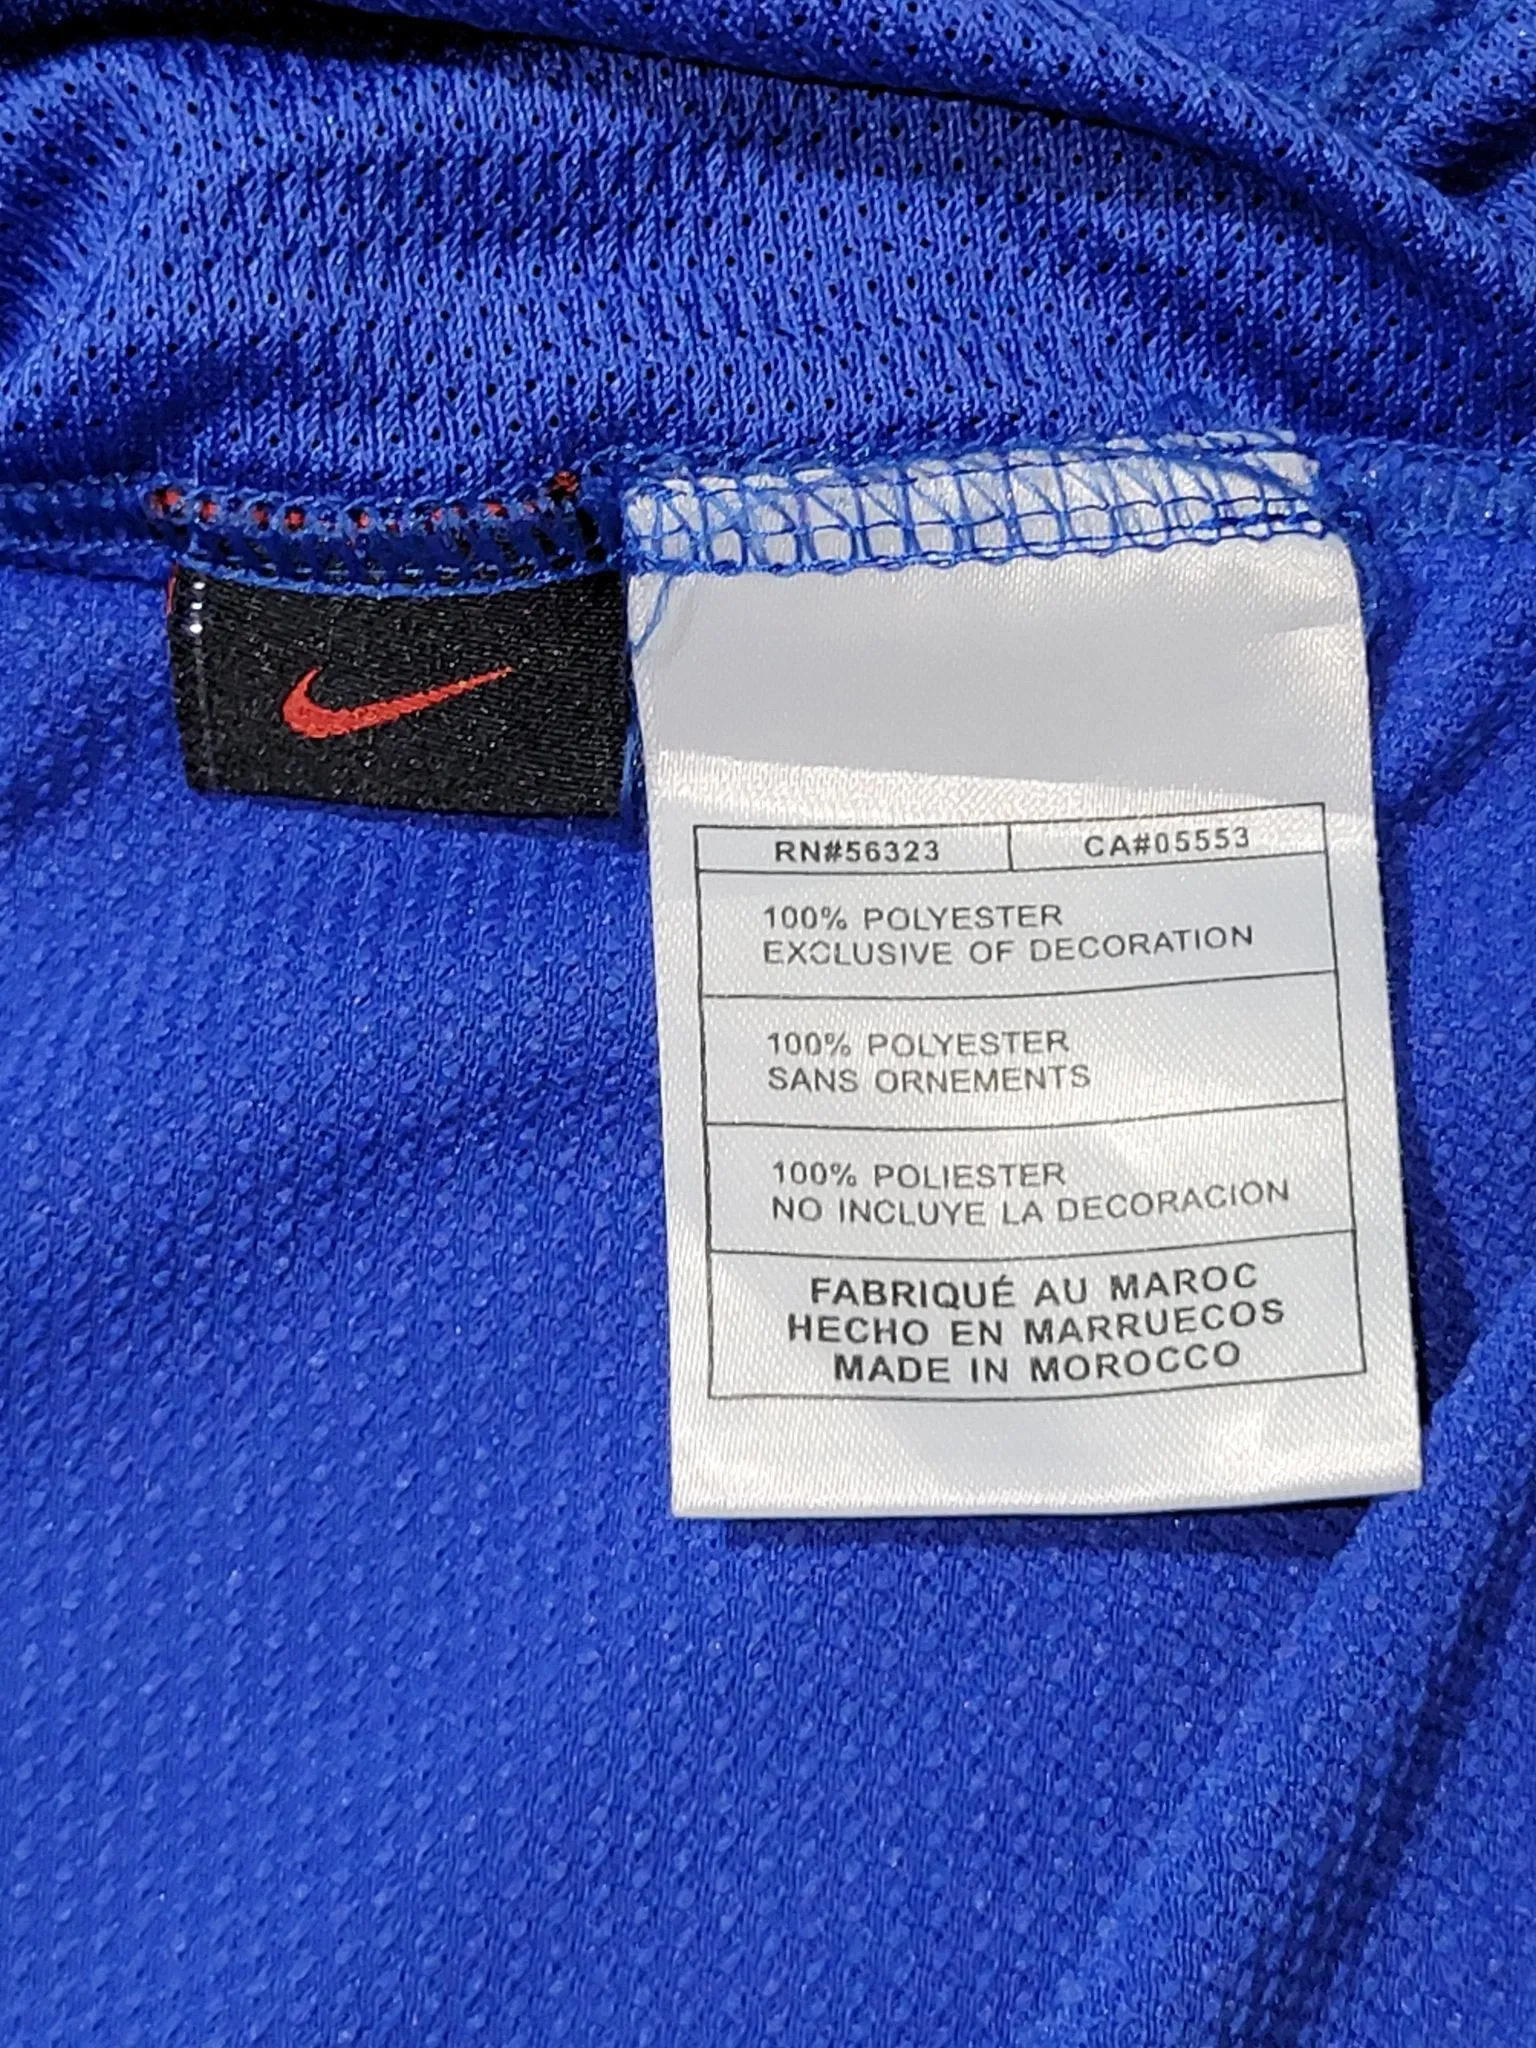 RN#56323 CA#05553
100% POLYESTER
EXCLUSIVE OF DECORATION
100% POLYESTER
SANS ORNEMENTS
100% POLIESTER
NO INCLUYE LA DECORACION
FABRIQUÉ AU MAROC
HECHO EN MARRUECOS
MADE IN MOROCCO